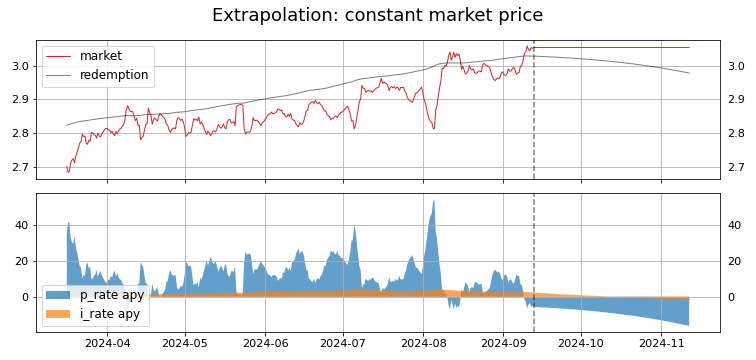 Extrapolation: constant market price
market
redemption
3.0
2.9
2.8
2.7
3.0
2.9
2.8
2.7
40
20
0
40
20
0
p_rate apy
i_rate apy
2024-04 2024-05 2024-06 2024-07 2024-08 2024-09 2024-10 2024-11